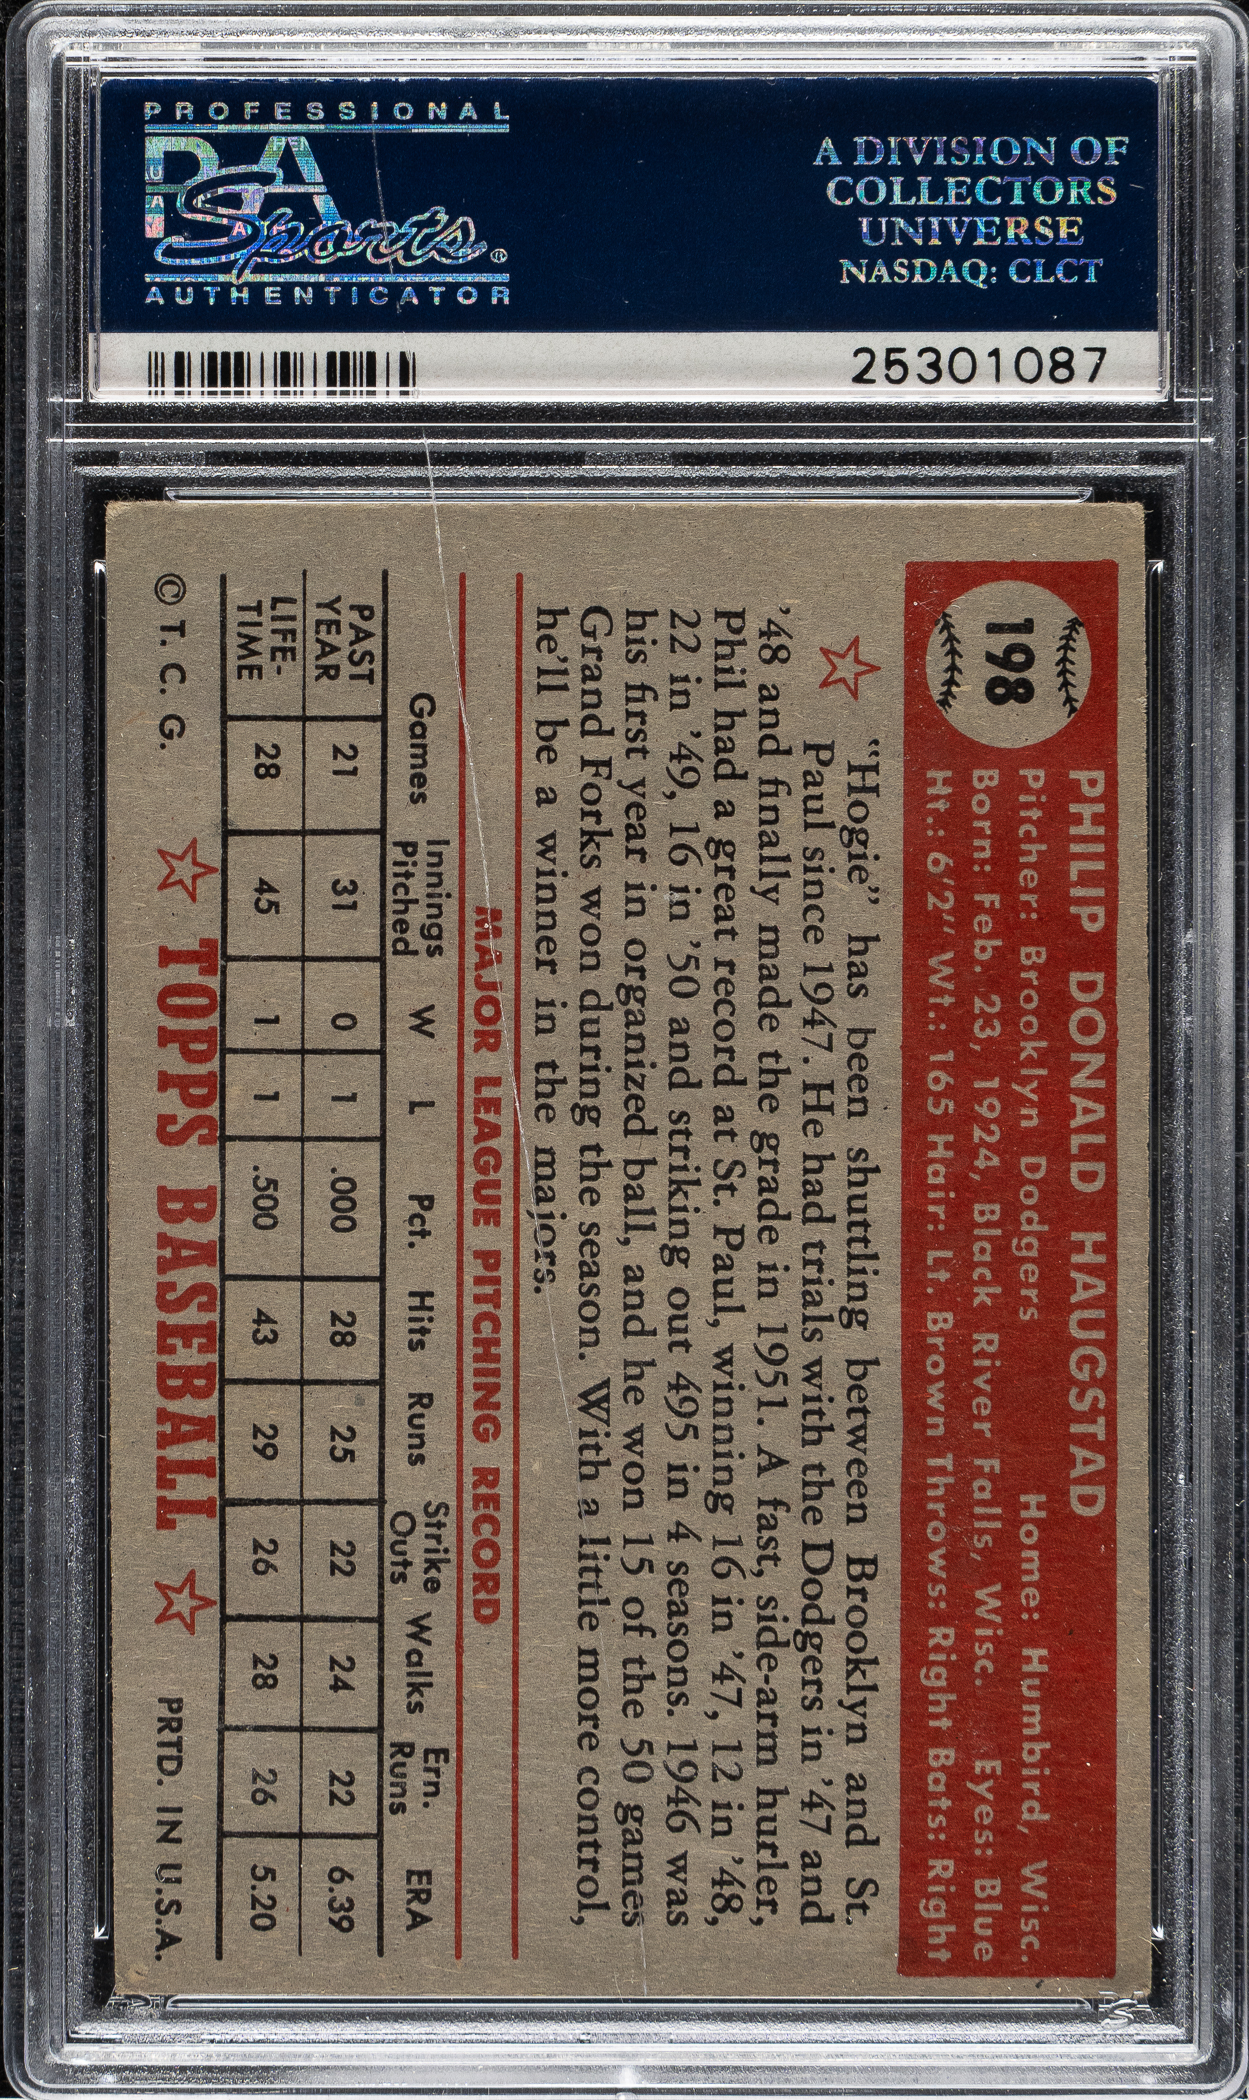 PROFESSIONAL
PSA
Sports®
AUTHENTICATOR
A DIVISION OF
COLLECTORS
UNIVERSE
NASDAQ: CLCT
25301087
198
PHILIP DONALD HAUGSTAD
Pitcher: Brooklyn Dodgers Home: Humbird, Wisc.
Born: Feb. 23, 1924, Black River Falls, Wisc. Eyes: Blue
Ht.: 6'2" Wt.: 165 Hair: Lt. Brown Throws: Right Bats: Right
"Hogie" has been shuttling between Brooklyn and St.
Paul since 1947. He had trials with the Dodgers in '47 and
'48 and finally made the grade in 1951. A fast, side-arm hurler,
Phil had a great record at St. Paul, winning 16 in '47, 12 in '48,
22 in '49, 16 in '50 and striking out 495 in 4 seasons. 1946 was
his first year in organized ball, and he won 15 of the 50 games
Grand Forks won during the season. With a little more control,
he'll be a winner in the majors.
MAJOR LEAGUE PITCHING RECORD
Games Innings Pitched W L Pct. Hits Runs Strike Outs Walks Ern. Runs ERA
PAST YEAR 21 31 0 1 .000 28 25 22 24 22 6.39
LIFE-TIME 28 45 1 1 .500 43 29 26 28 26 5.20
© T. C. G. TOPPS BASEBALL PRTD. IN U.S.A.